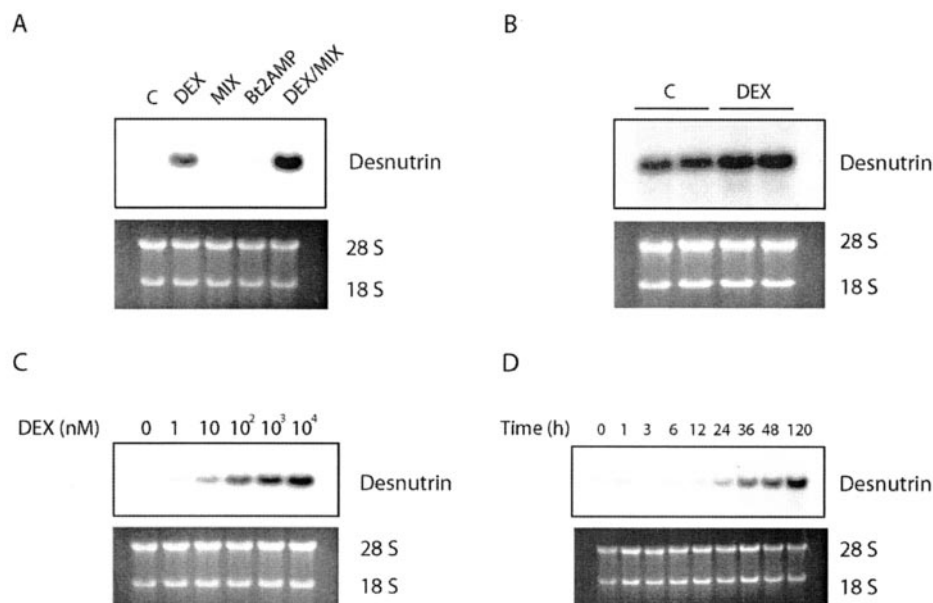 A
C DEX MIX Bt2AMP DEX/MIX
Desnutrin
28 S
18 S
B
C DEX
Desnutrin
28 S
18 S
C
DEX (nM) 0 1 10 10² 10³ 10⁴
Desnutrin
28 S
18 S
D
Time (h) 0 1 3 6 12 24 36 48 120
Desnutrin
28 S
18 S